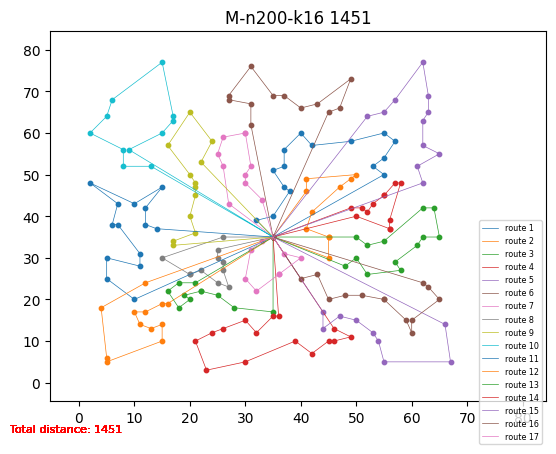 M-n200-k16 1451
80
70
60
50
40
30
20
10
0
0 10 20 30 40 50 60 70 80
route 1
route 2
route 3
route 4
route 5
route 6
route 7
route 8
route 9
route 10
route 11
route 12
route 13
route 14
route 15
route 16
route 17
Total distance: 1451